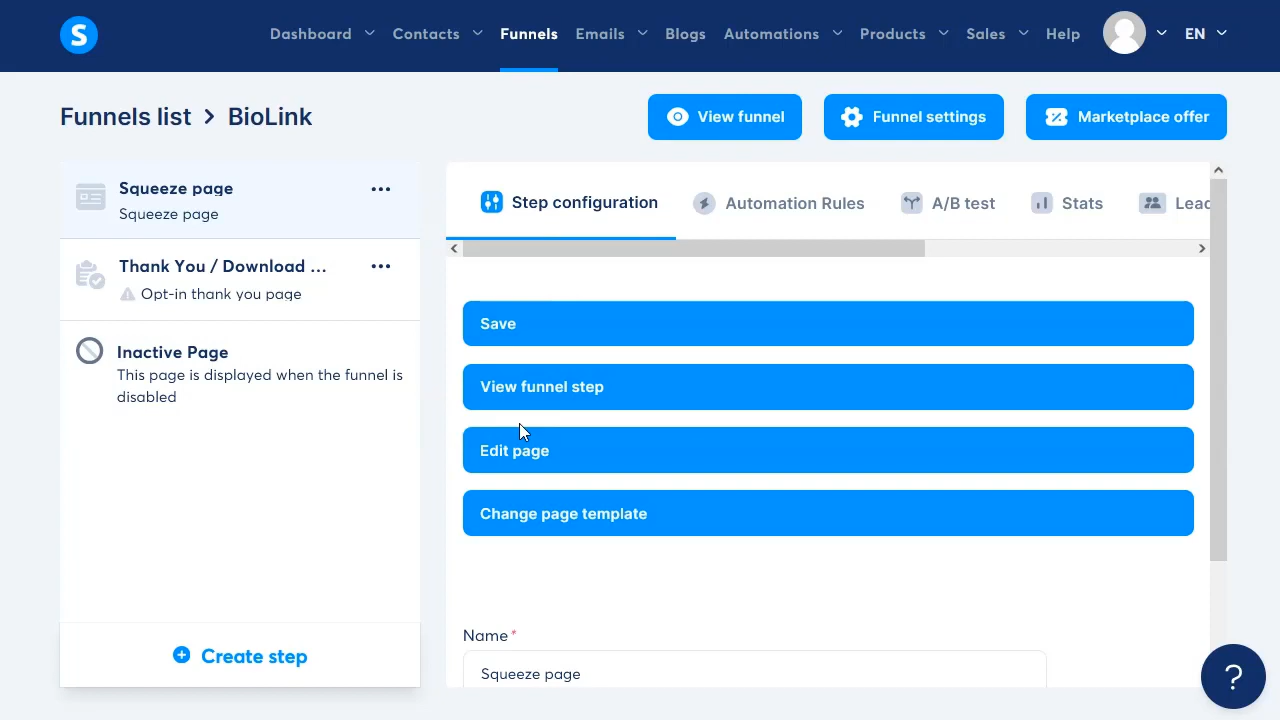 S
Dashboard Contacts Funnels Emails Blogs Automations Products Sales Help EN
Funnels list > BioLink
View funnel Funnel settings Marketplace offer
Squeeze page
Squeeze page
Thank You / Download ...
Opt-in thank you page
Inactive Page
This page is displayed when the funnel is
disabled
Create step
Step configuration Automation Rules A/B test Stats Lead
Save
View funnel step
Edit page
Change page template
Name*
Squeeze page
?